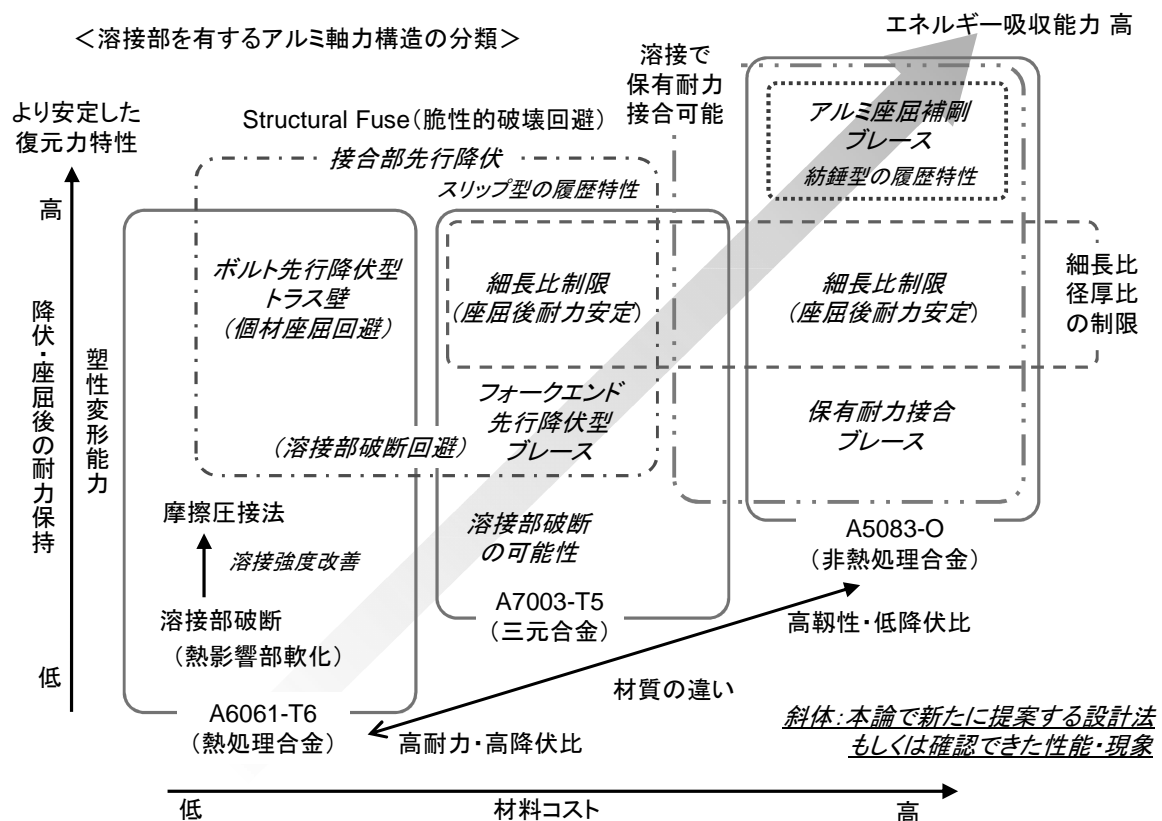 ＜溶接部を有するアルミ軸力構造の分類＞
エネルギー吸収能力 高
溶接で
保有耐力
接合可能
より安定した
復元力特性
Structural Fuse（脆性的破壊回避）
接合部先行降伏
スリップ型の履歴特性
アルミ座屈補剛
ブレース
紡錘型の履歴特性
高
降伏・座屈後の耐力保持
塑性変形能力
低
ボルト先行降伏型
トラス壁
（個材座屈回避）
細長比制限
（座屈後耐力安定）
細長比制限
（座屈後耐力安定）
細長比
径厚比
の制限
フォークエンド
先行降伏型
ブレース
（溶接部破断回避）
保有耐力接合
ブレース
摩擦圧接法
溶接強度改善
溶接部破断
（熱影響部軟化）
溶接部破断
の可能性
A5083-O
（非熱処理合金）
A7003-T5
（三元合金）
高靱性・低降伏比
材質の違い
A6061-T6
（熱処理合金）
高耐力・高降伏比
斜体：本論で新たに提案する設計法
もしくは確認できた性能・現象
低
材料コスト
高